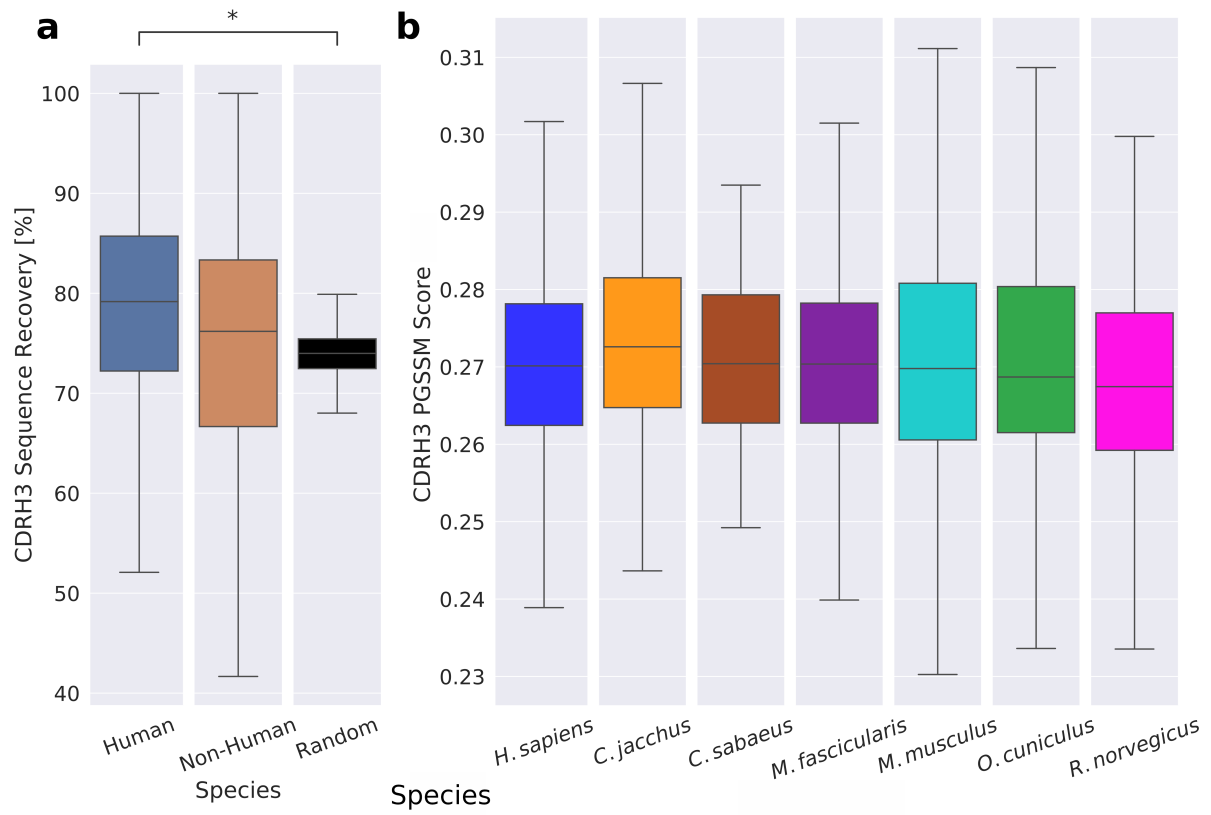 a
*
CDRH3 Sequence Recovery [%]
100
90
80
70
60
50
40
Human
Non-Human
Random
Species
b
CDRH3 PGSSM Score
0.31
0.30
0.29
0.28
0.27
0.26
0.25
0.24
0.23
H. sapiens
C. jacchus
C. sabaeus
M. fascicularis
M. musculus
O. cuniculus
R. norvegicus
Species